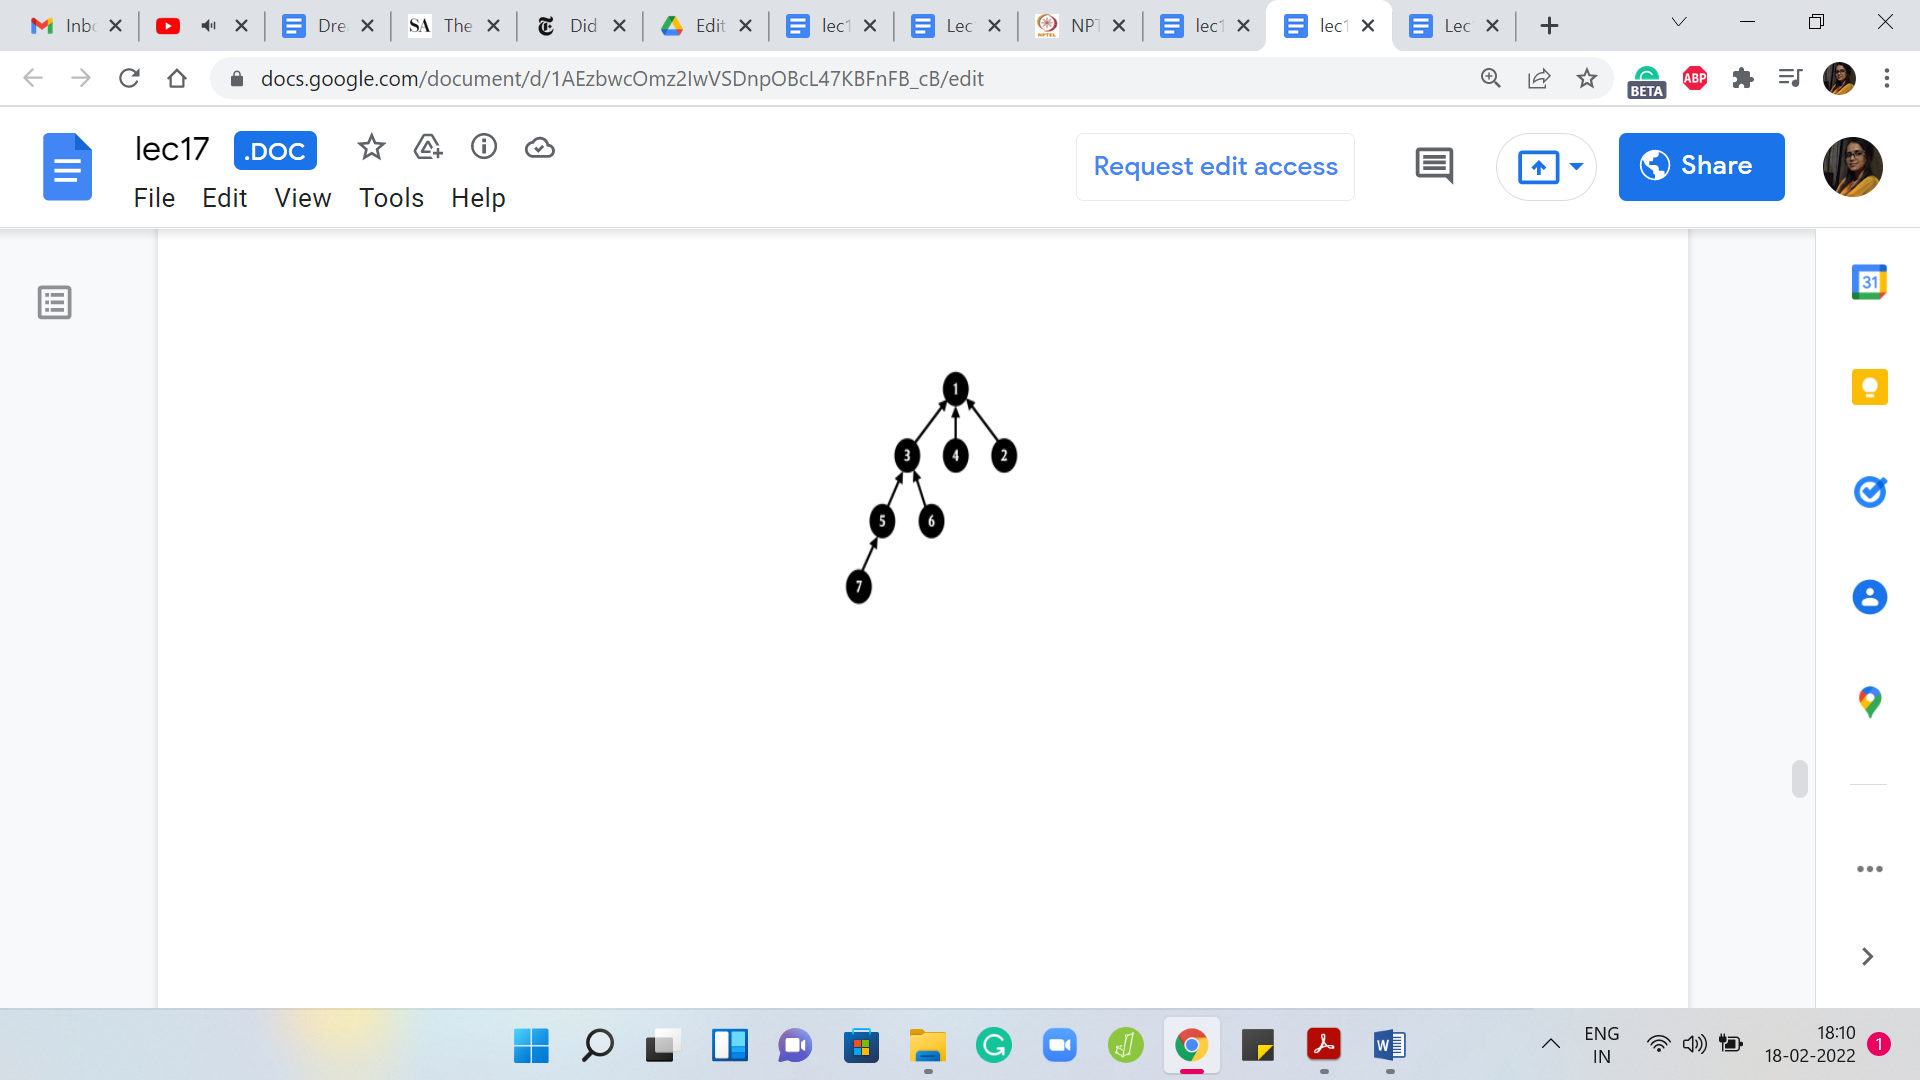 Inbo
Dre
SA The
Did
Edit
lec1
Lec
NPT
lec1
lec1
Lec
docs.google.com/document/d/1AEzbwcOmz2IwVSDnpOBcL47KBFnFB_cB/edit
ABP
BETA
lec17 .DOC
Request edit access
Share
File Edit View Tools Help
31
1
3 4 2
5 6
7
ENG
IN
18:10
18-02-2022
1